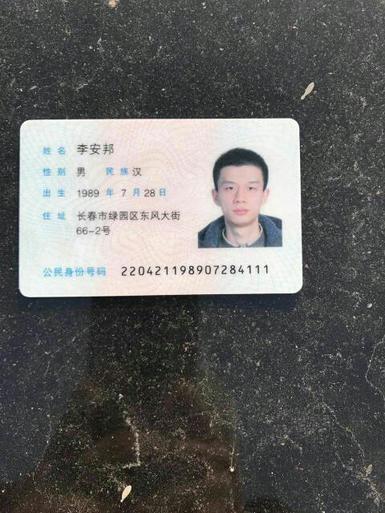 姓名 李安邦
性别 男 民族 汉
出生 1989 年 7 月 28 日
住址 长春市绿园区东风大街
66-2号
公民身份号码 220421198907284111